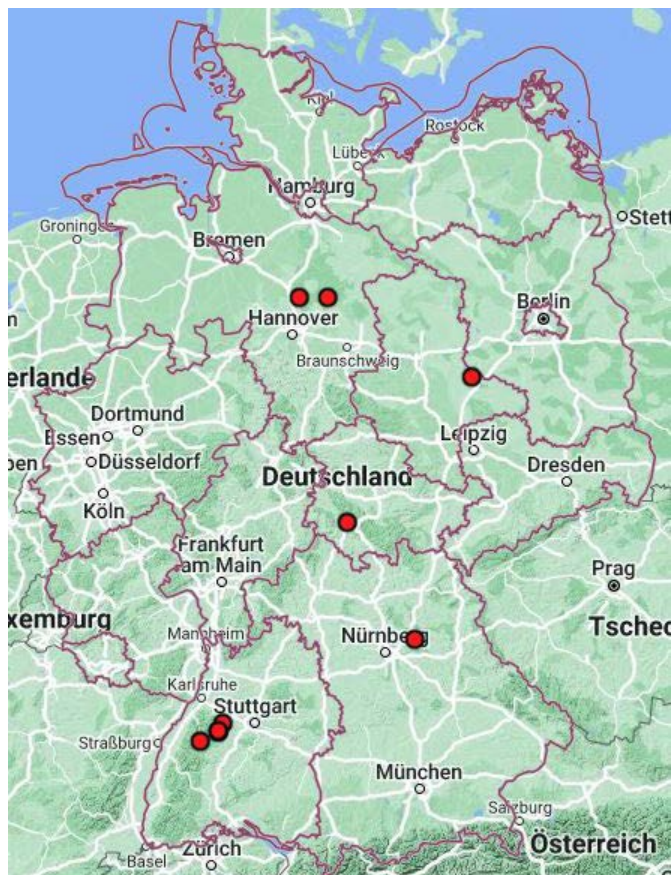 Kiel
Rostock
Lübeck
Hamburg
Stett
Groningen
Bremen
Berlin
Hannover
m
Braunschweig
erlande
Dortmund
Essen
Leipzig
pen
Düsseldorf
Deutschland
Dresden
Köln
Frankfurt
am Main
Prag
xemburg
Tschec
Mannheim
Nürnberg
Karlsruhe
Stuttgart
Straßburg
München
Salzburg
Österreich
Basel
Zürich